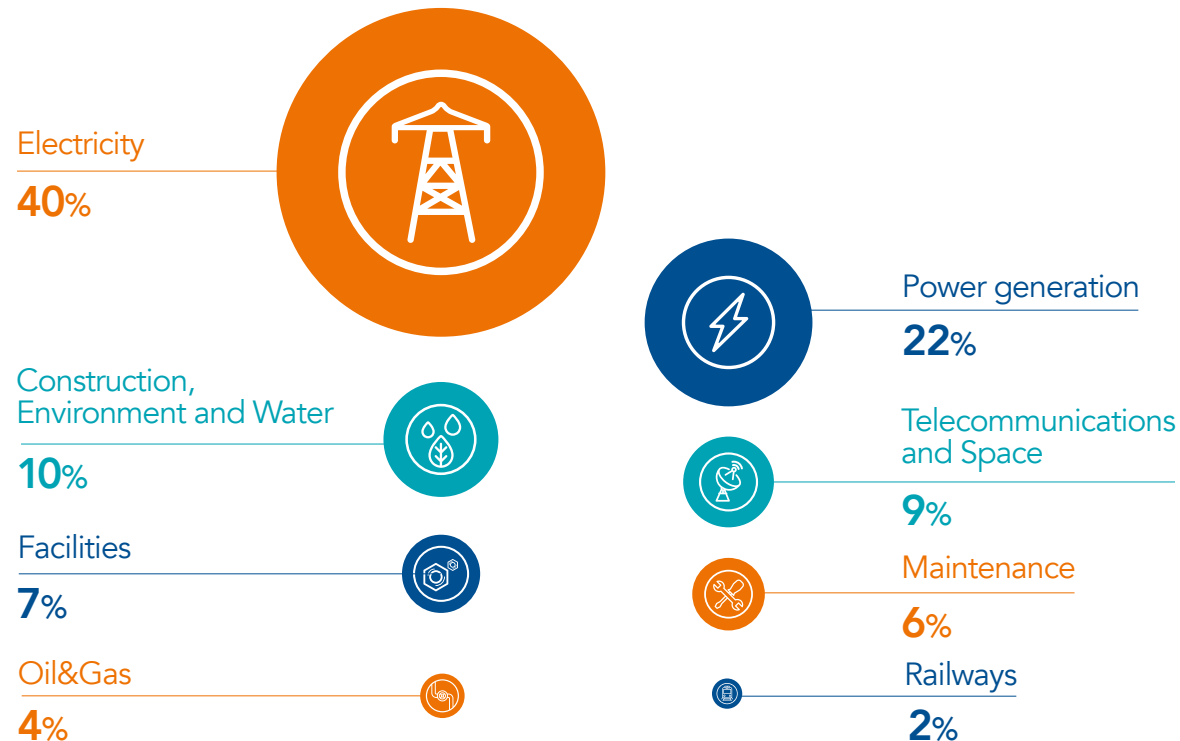 Electricity
40%
Power generation
22%
Construction,
Environment and Water
10%
Telecommunications
and Space
9%
Facilities
7%
Maintenance
6%
Oil&Gas
4%
Railways
2%